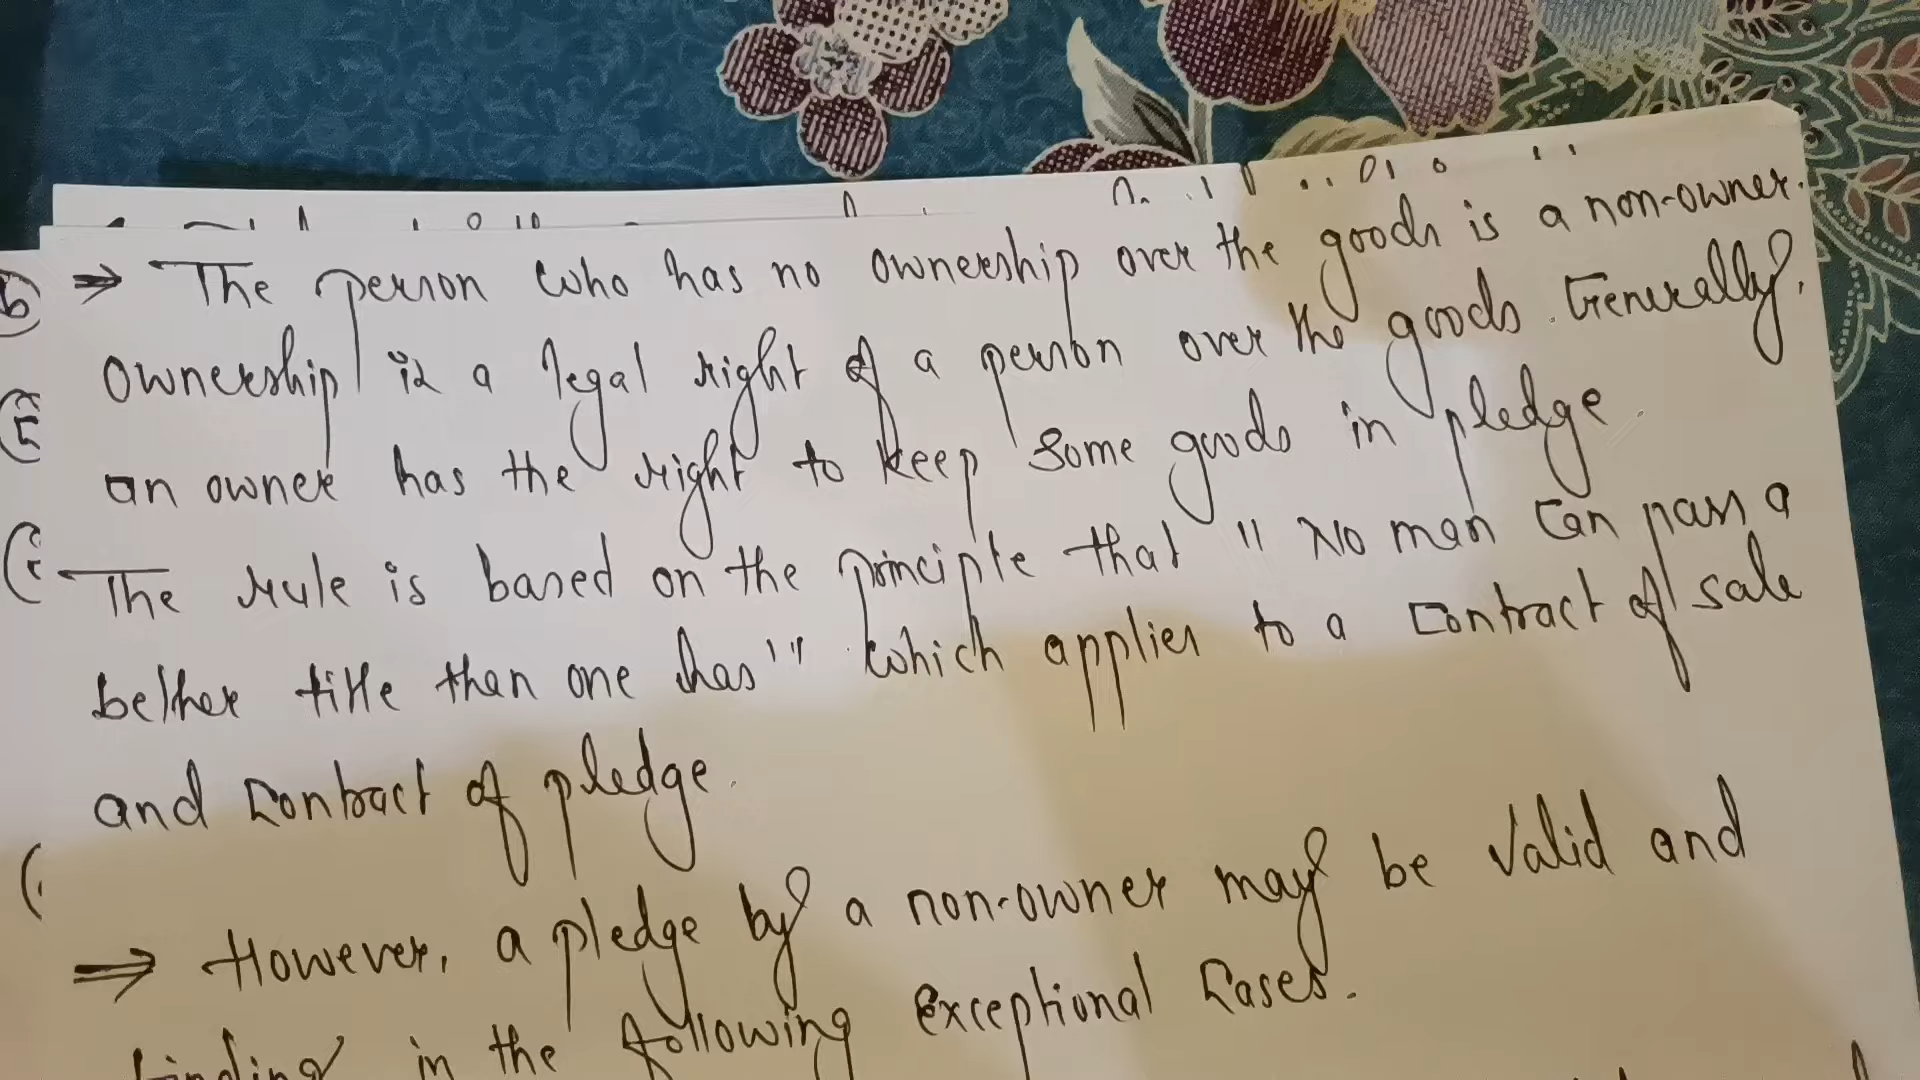 ⇒ The person who has no ownership over the goods is a non-owner.
ownership is a legal right of a person over the goods. Generally,
an owner has the right to keep some goods in pledge.
The rule is based on the principle that "No man can pass a
belther title than one has" which applies to a contract of sale
and contract of pledge.
⇒ However, a pledge by a non-owner may be valid and
binding in the following exceptional cases.